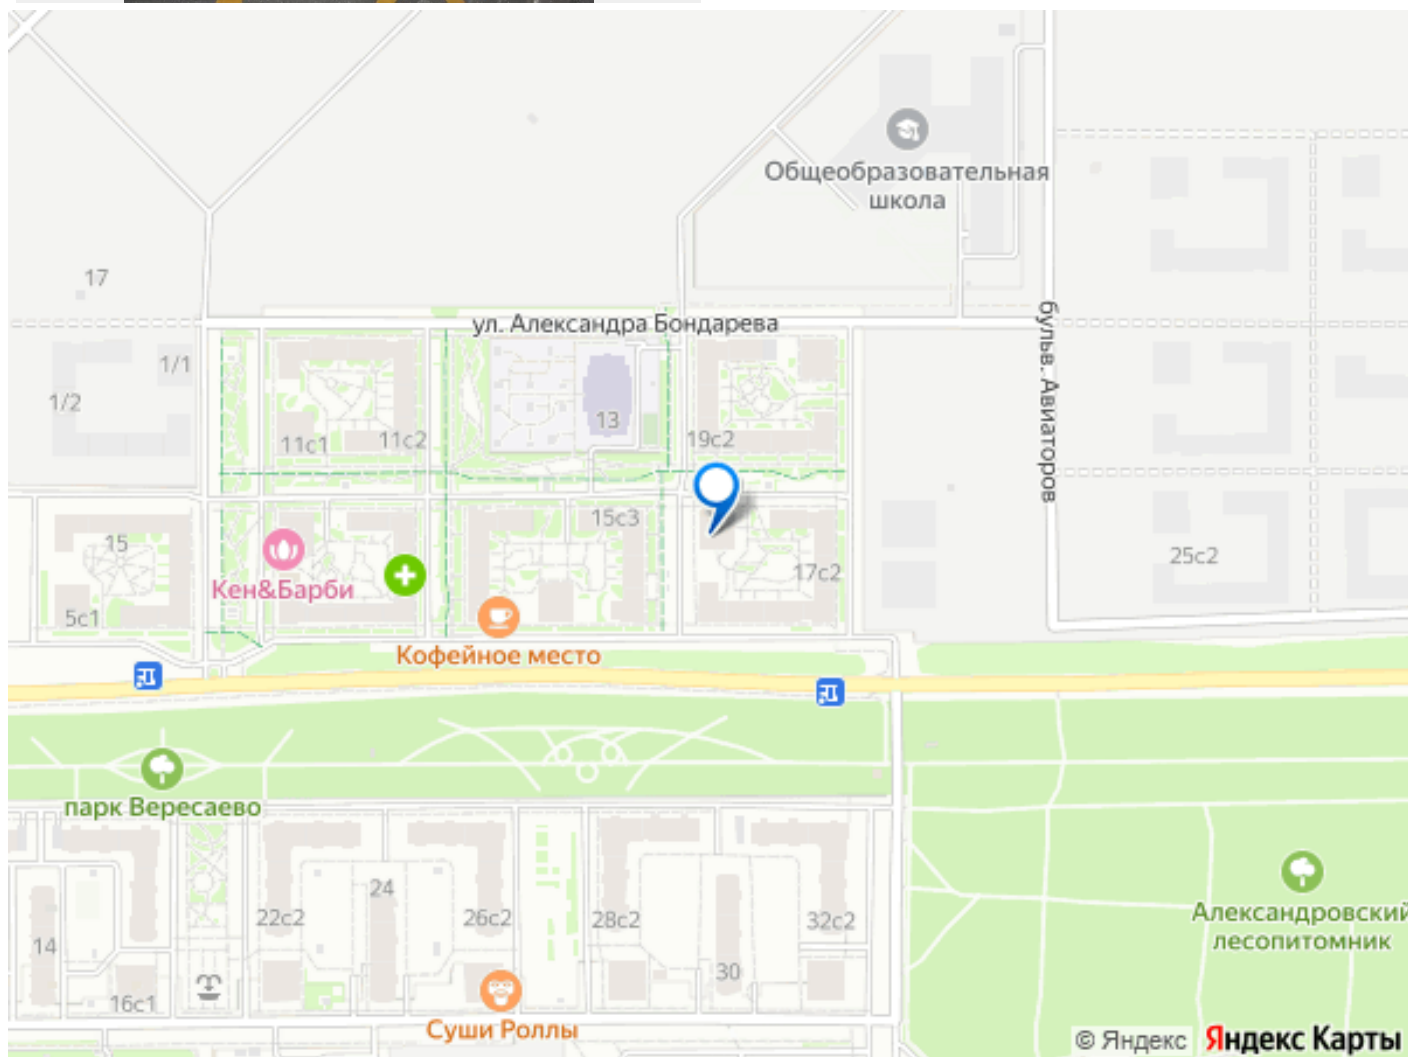 Общеобразовательная
школа
17
ул. Александра Бондарева
бульв. Авиаторов
1/1
1/2
13
11с1
11с2
19с2
15с3
15
25с2
17с2
Кен&Барби
5с1
Кофейное место
парк Вересаево
24
22с2
26с2
28с2
32с2
Александровский
лесопитомник
14
30
16с1
Суши Роллы
© Яндекс Яндекс Карты